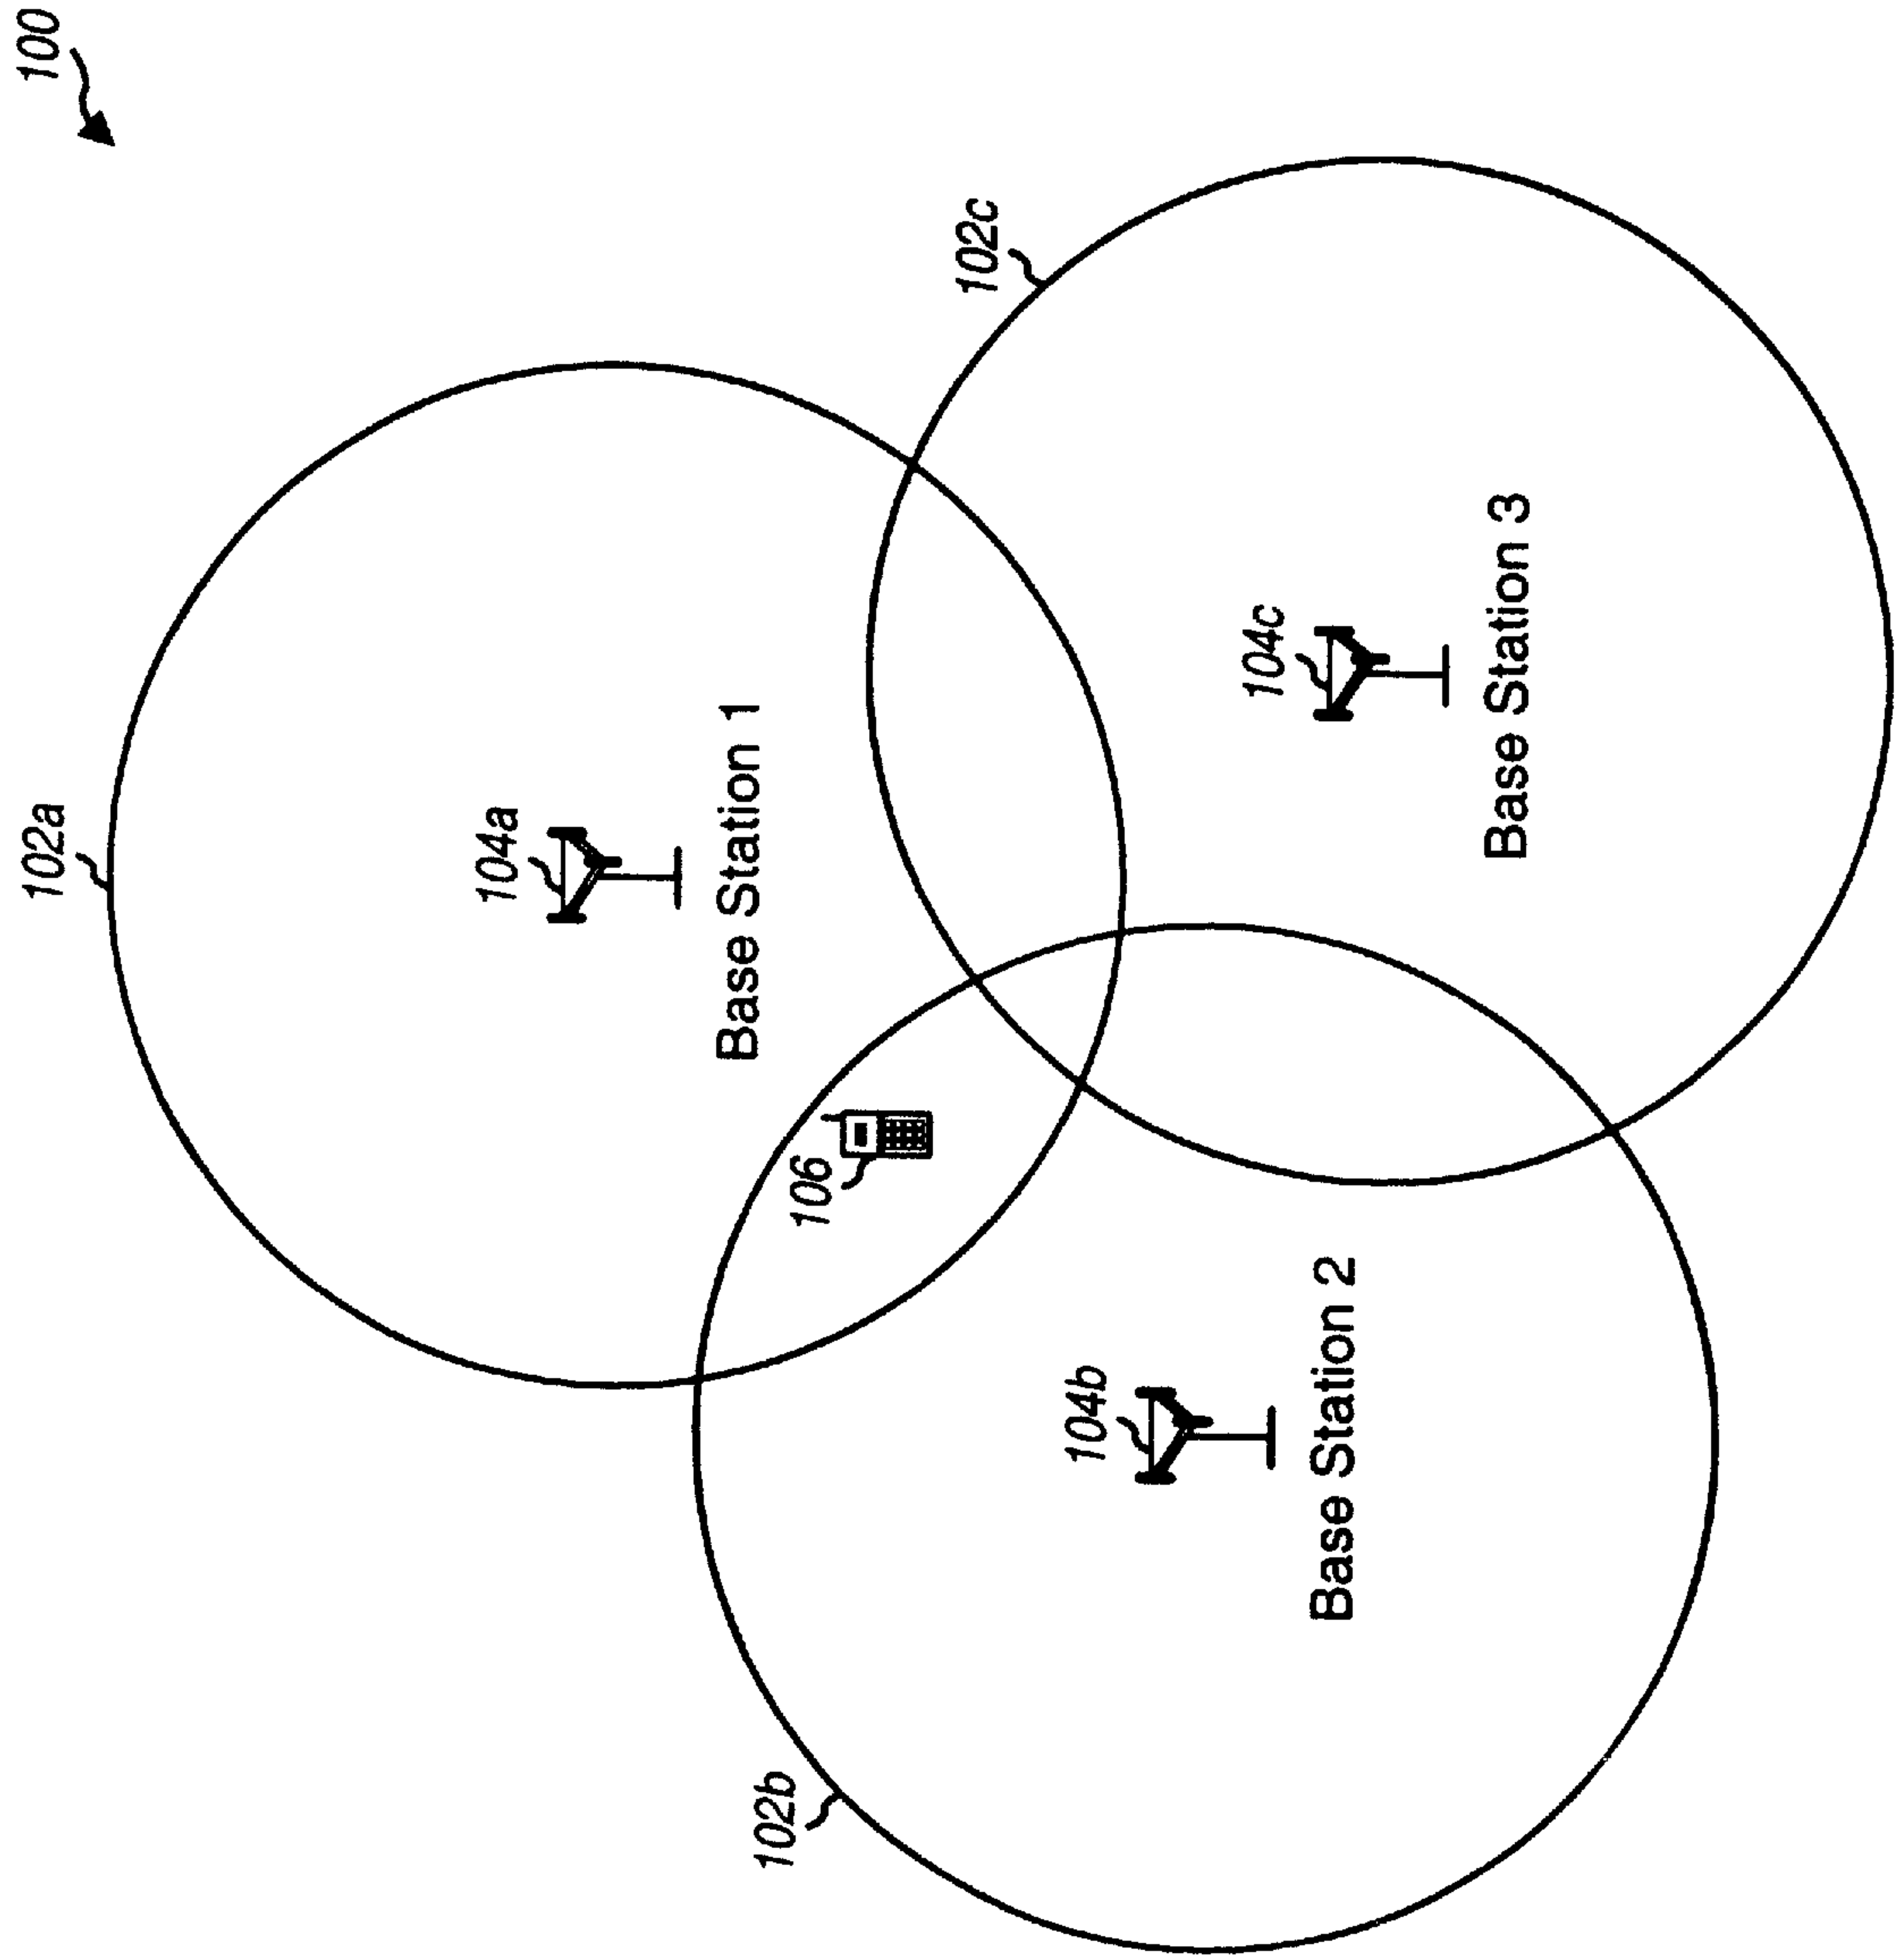 100
102a
104a
Base Station 1
102c
106
104b
Base Station 2
104c
Base Station 3
102b